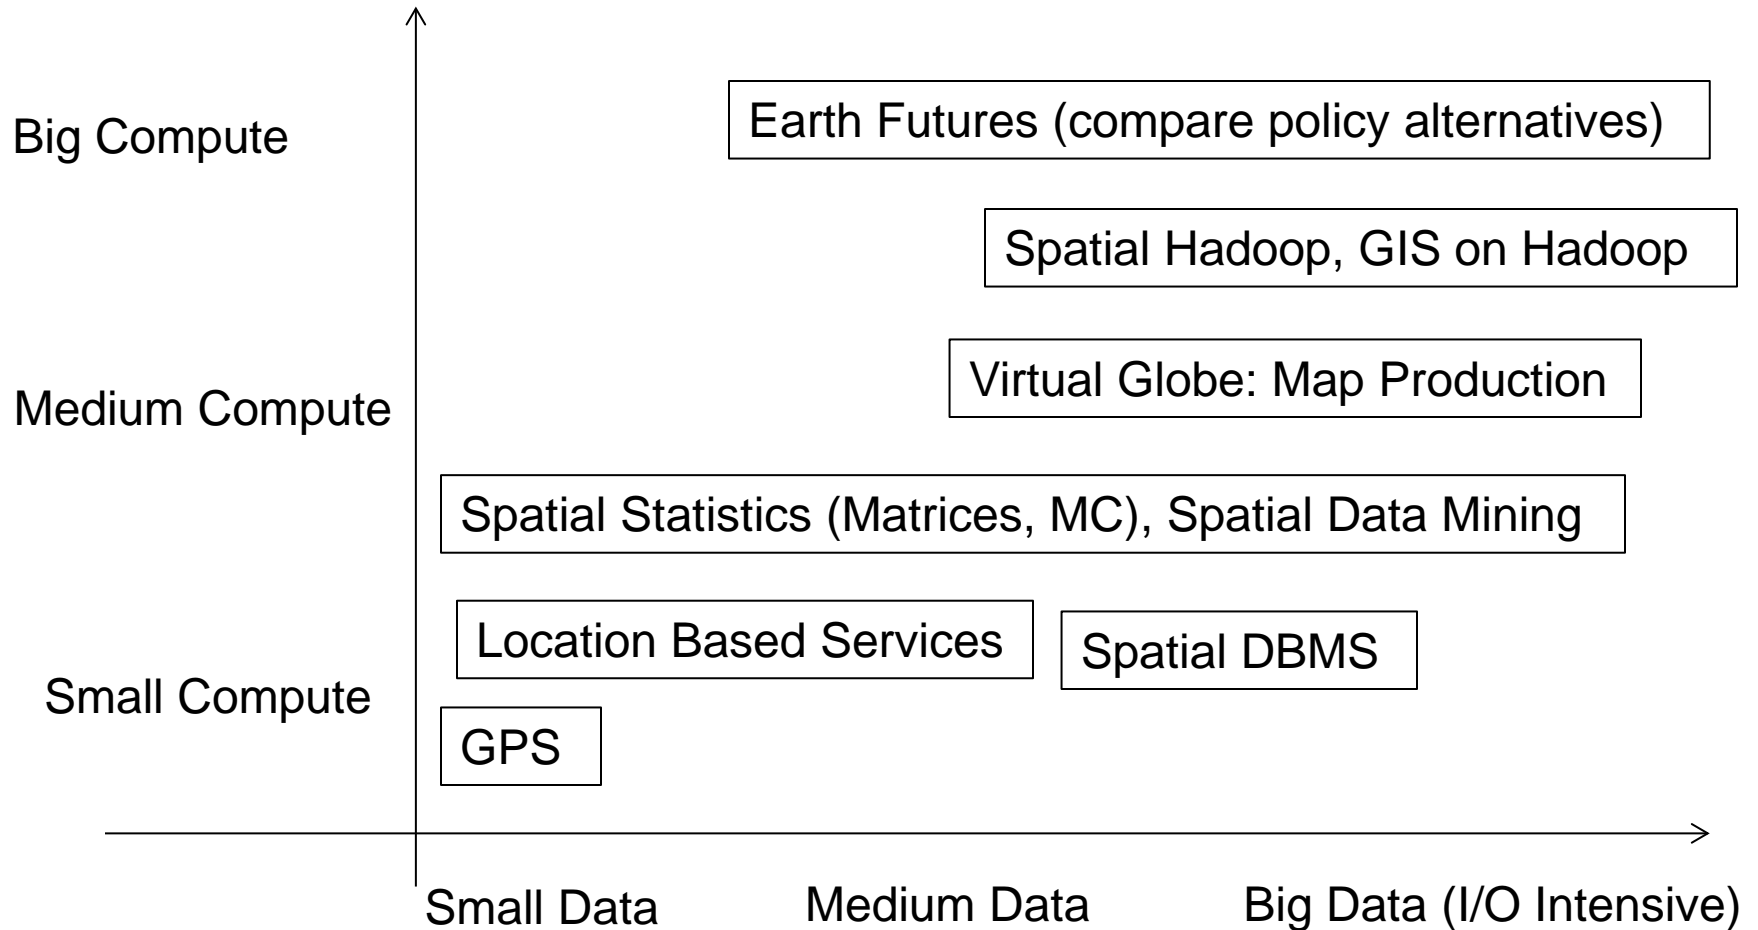 Big Compute
Earth Futures (compare policy alternatives)
Spatial Hadoop, GIS on Hadoop
Virtual Globe: Map Production
Medium Compute
Spatial Statistics (Matrices, MC), Spatial Data Mining
Location Based Services
Spatial DBMS
Small Compute
GPS
Small Data
Medium Data
Big Data (I/O Intensive)